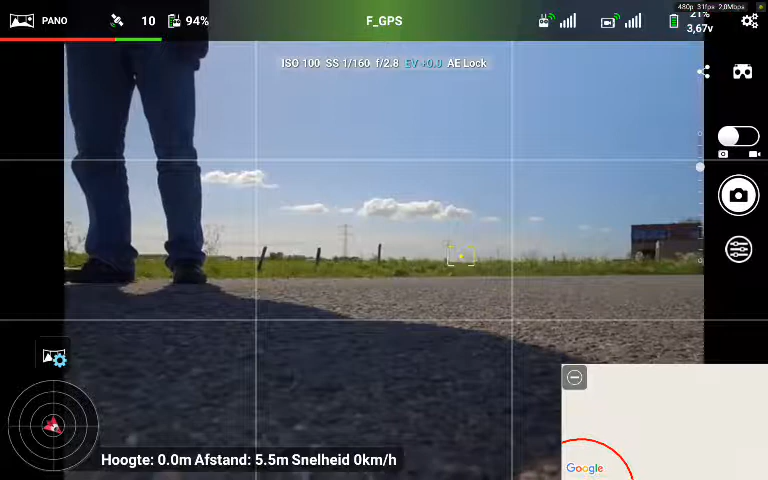 480p 31fps 2,0Mbps
PANO 10 94% F_GPS 21%
3,67v
ISO 100 SS 1/160 f/2.8 EV +0.0 AE Lock
Hoogte: 0.0m Afstand: 5.5m Snelheid 0km/h
Google